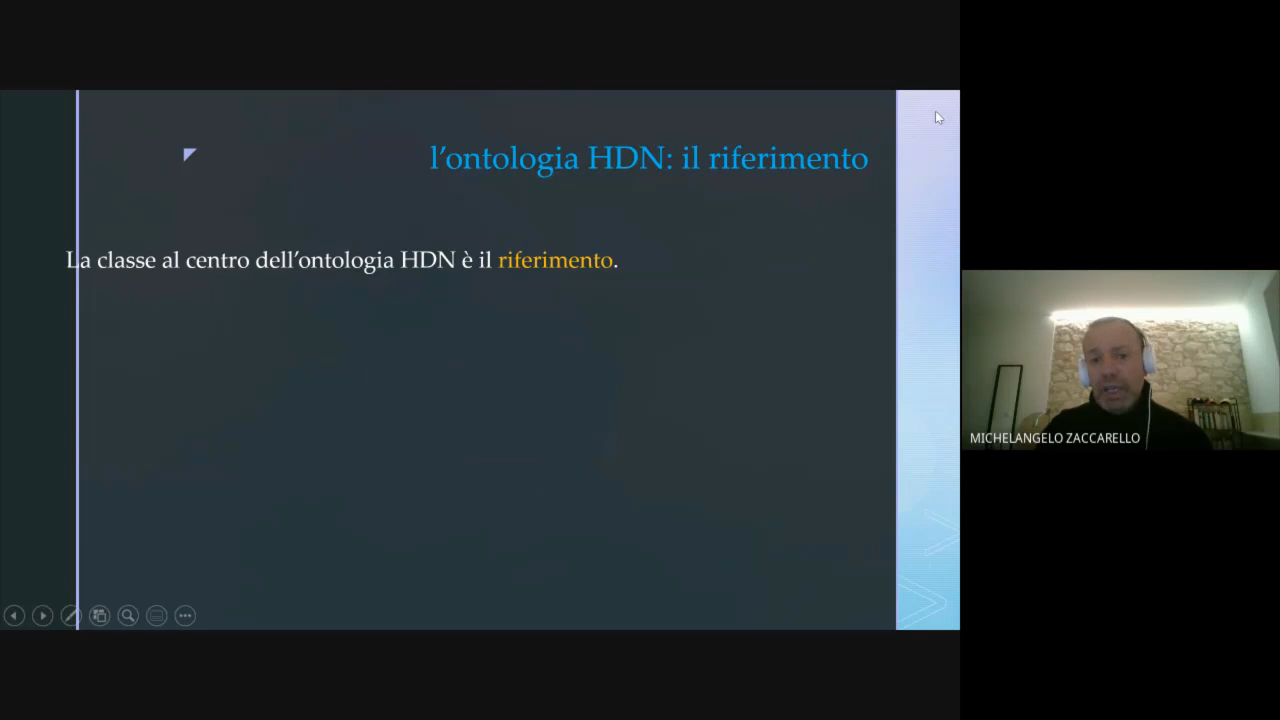 l’ontologia HDN: il riferimento
La classe al centro dell’ontologia HDN è il riferimento.
MICHELANGELO ZACCARELLO